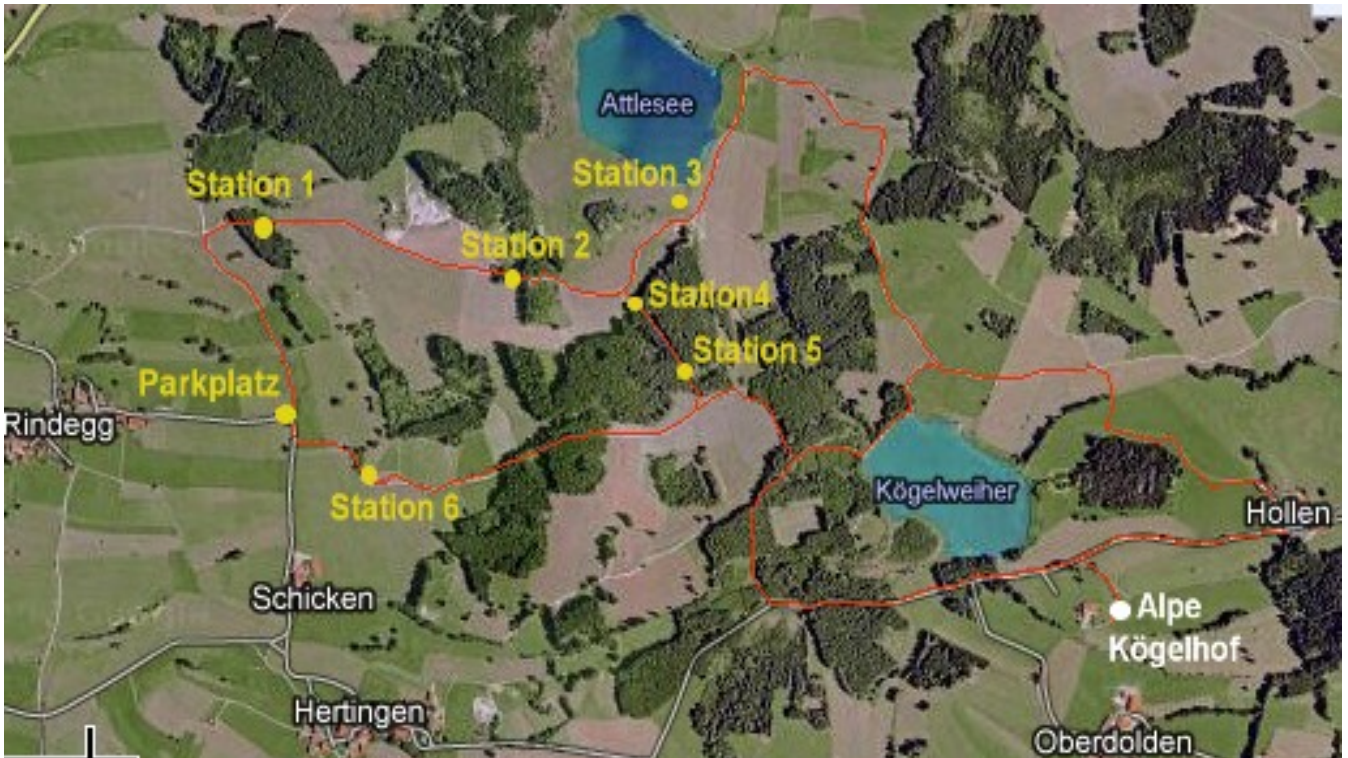 Attlesee
Station 3
Station 1
Station 2
Station4
Station 5
Parkplatz
Rindegg
Kögelweiher
Station 6
Hollen
Schicken
Alpe
Kögelhof
Hertingen
Oberdolden